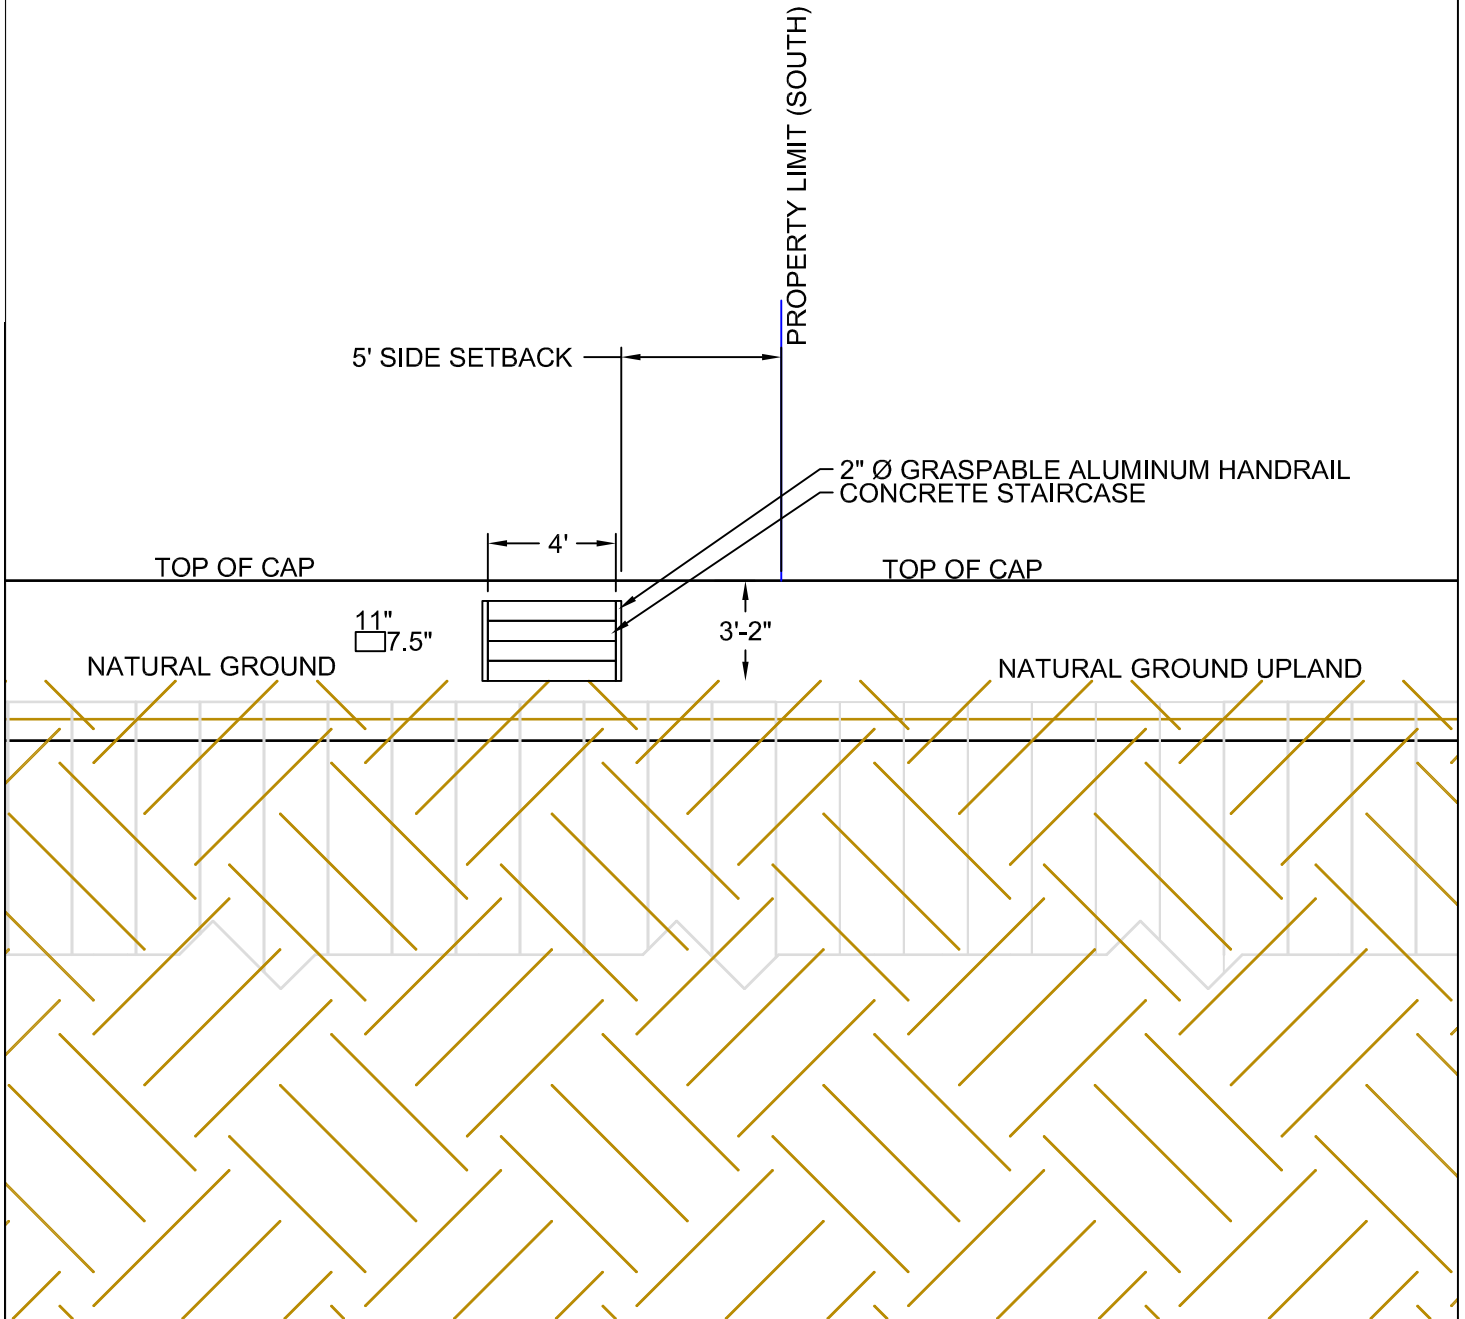 PROPERTY LIMIT (SOUTH)
5' SIDE SETBACK
2" Ø GRASPABLE ALUMINUM HANDRAIL
CONCRETE STAIRCASE
4'
TOP OF CAP
TOP OF CAP
11"
7.5"
3'-2"
NATURAL GROUND
NATURAL GROUND UPLAND